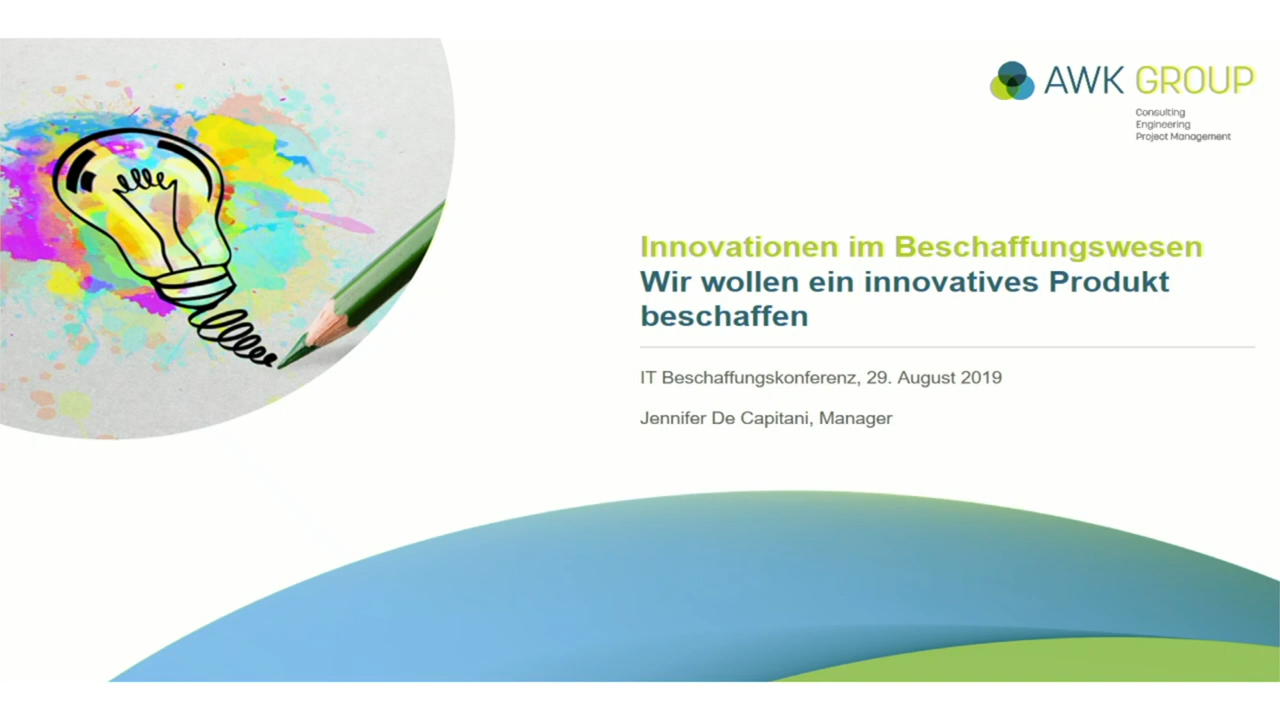 AWK GROUP
Consulting
Engineering
Project Management
Innovationen im Beschaffungswesen
Wir wollen ein innovatives Produkt
beschaffen
IT Beschaffungskonferenz, 29. August 2019
Jennifer De Capitani, Manager